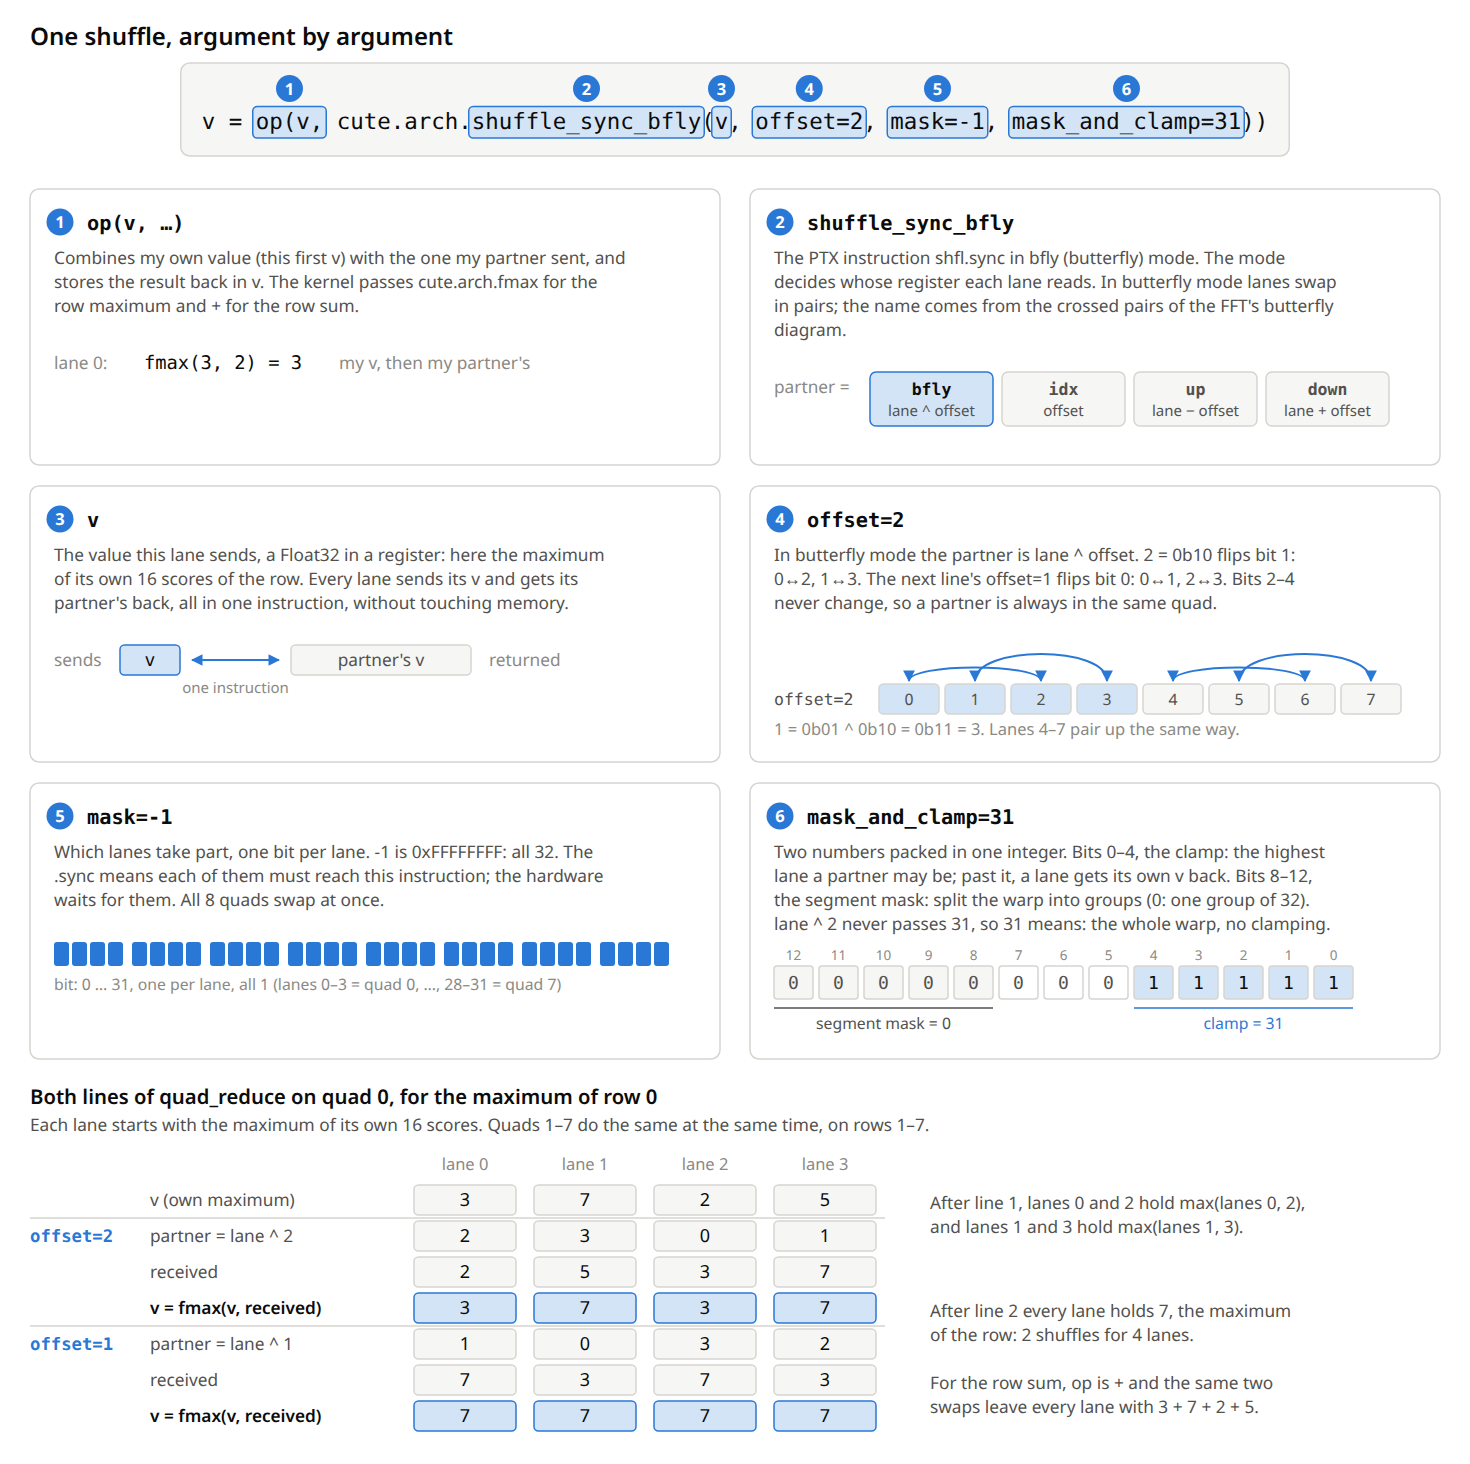 One shuffle, argument by argument
1 2 3 4 5 6
v = op(v, cute.arch.shuffle_sync_bfly(v, offset=2, mask=-1, mask_and_clamp=31))
1 op(v, …)
Combines my own value (this first v) with the one my partner sent, and
stores the result back in v. The kernel passes cute.arch.fmax for the
row maximum and + for the row sum.
lane 0: fmax(3, 2) = 3 my v, then my partner's
2 shuffle_sync_bfly
The PTX instruction shfl.sync in bfly (butterfly) mode. The mode
decides whose register each lane reads. In butterfly mode lanes swap
in pairs; the name comes from the crossed pairs of the FFT's butterfly
diagram.
partner =
bfly idx up down
lane ^ offset offset lane − offset lane + offset
3 v
The value this lane sends, a Float32 in a register: here the maximum
of its own 16 scores of the row. Every lane sends its v and gets its
partner's back, all in one instruction, without touching memory.
sends v partner's v returned
one instruction
4 offset=2
In butterfly mode the partner is lane ^ offset. 2 = 0b10 flips bit 1:
0↔2, 1↔3. The next line's offset=1 flips bit 0: 0↔1, 2↔3. Bits 2–4
never change, so a partner is always in the same quad.
offset=2 0 1 2 3 4 5 6 7
1 = 0b01 ^ 0b10 = 0b11 = 3. Lanes 4–7 pair up the same way.
5 mask=-1
Which lanes take part, one bit per lane. -1 is 0xFFFFFFFF: all 32. The
.sync means each of them must reach this instruction; the hardware
waits for them. All 8 quads swap at once.
bit: 0 … 31, one per lane, all 1 (lanes 0–3 = quad 0, …, 28–31 = quad 7)
6 mask_and_clamp=31
Two numbers packed in one integer. Bits 0–4, the clamp: the highest
lane a partner may be; past it, a lane gets its own v back. Bits 8–12,
the segment mask: split the warp into groups (0: one group of 32).
lane ^ 2 never passes 31, so 31 means: the whole warp, no clamping.
12 11 10 9 8 7 6 5 4 3 2 1 0
0 0 0 0 0 0 0 0 1 1 1 1 1
segment mask = 0 clamp = 31
Both lines of quad_reduce on quad 0, for the maximum of row 0
Each lane starts with the maximum of its own 16 scores. Quads 1–7 do the same at the same time, on rows 1–7.
lane 0 lane 1 lane 2 lane 3
v (own maximum) 3 7 2 5
offset=2 partner = lane ^ 2 2 3 0 1
received 2 5 3 7
v = fmax(v, received) 3 7 3 7
offset=1 partner = lane ^ 1 1 0 3 2
received 7 3 7 3
v = fmax(v, received) 7 7 7 7
After line 1, lanes 0 and 2 hold max(lanes 0, 2),
and lanes 1 and 3 hold max(lanes 1, 3).
After line 2 every lane holds 7, the maximum
of the row: 2 shuffles for 4 lanes.
For the row sum, op is + and the same two
swaps leave every lane with 3 + 7 + 2 + 5.